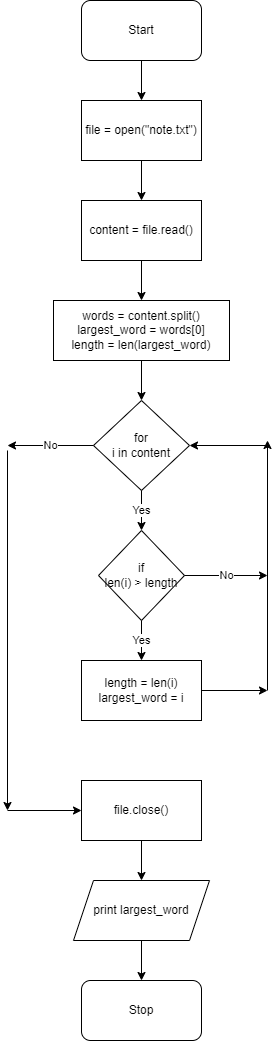 Start
file = open("note.txt")
content = file.read()
words = content.split()
largest_word = words[0]
length = len(largest_word)
for
i in content
No
Yes
if
len(i) > length
No
Yes
length = len(i)
largest_word = i
file.close()
print largest_word
Stop